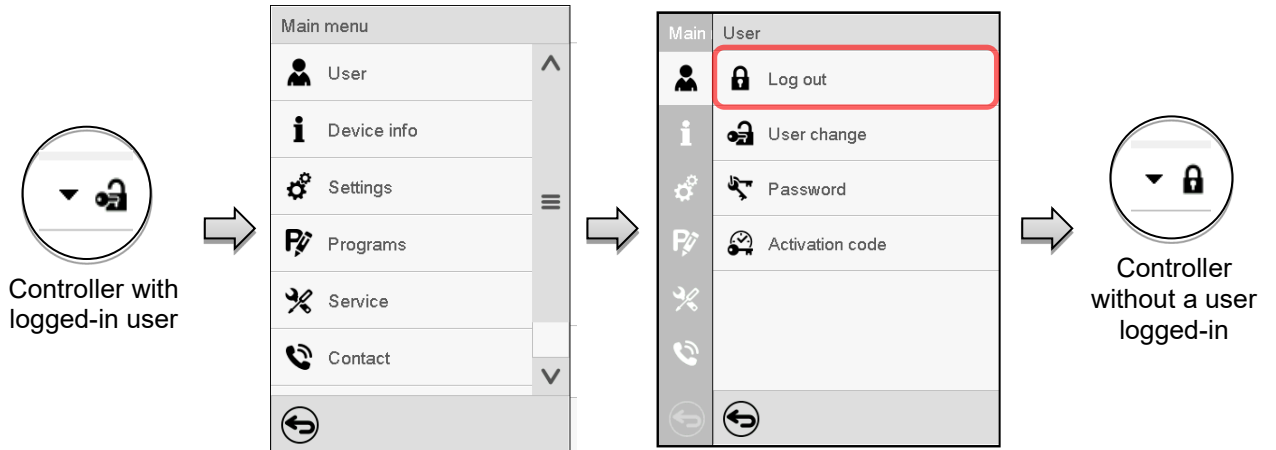 Controller with
logged-in user
Main menu
User
Device info
Settings
Programs
Service
Contact
Main
User
Log out
User change
Password
Activation code
Controller
without a user
logged-in